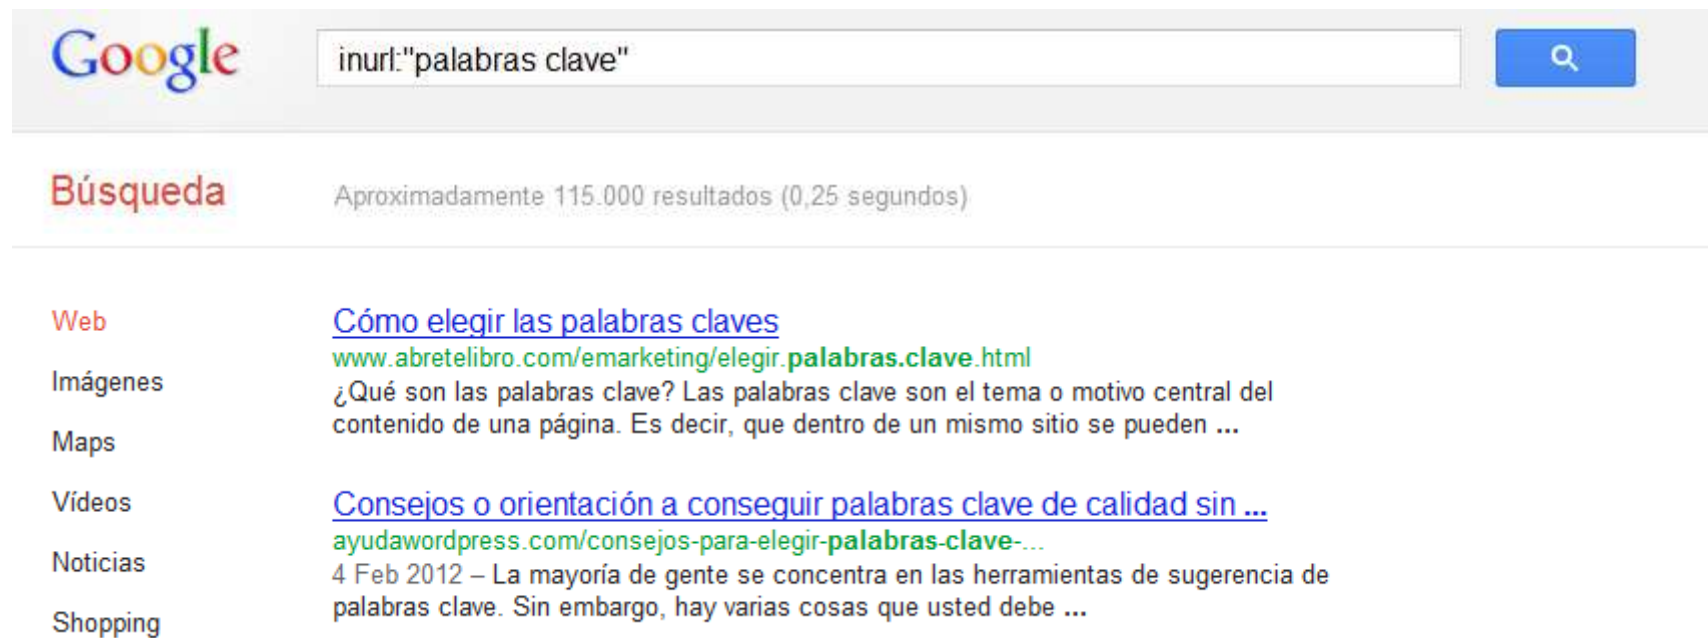 Google
inurl:"palabras clave"
Búsqueda
Aproximadamente 115.000 resultados (0,25 segundos)
Web
Imágenes
Maps
Vídeos
Noticias
Shopping
Cómo elegir las palabras claves
www.abretelibro.com/emarketing/elegir.palabras.clave.html
¿Qué son las palabras clave? Las palabras clave son el tema o motivo central del
contenido de una página. Es decir, que dentro de un mismo sitio se pueden ...
Consejos o orientación a conseguir palabras clave de calidad sin ...
ayudawordpress.com/consejos-para-elegir-palabras-clave-...
4 Feb 2012 – La mayoría de gente se concentra en las herramientas de sugerencia de
palabras clave. Sin embargo, hay varias cosas que usted debe ...